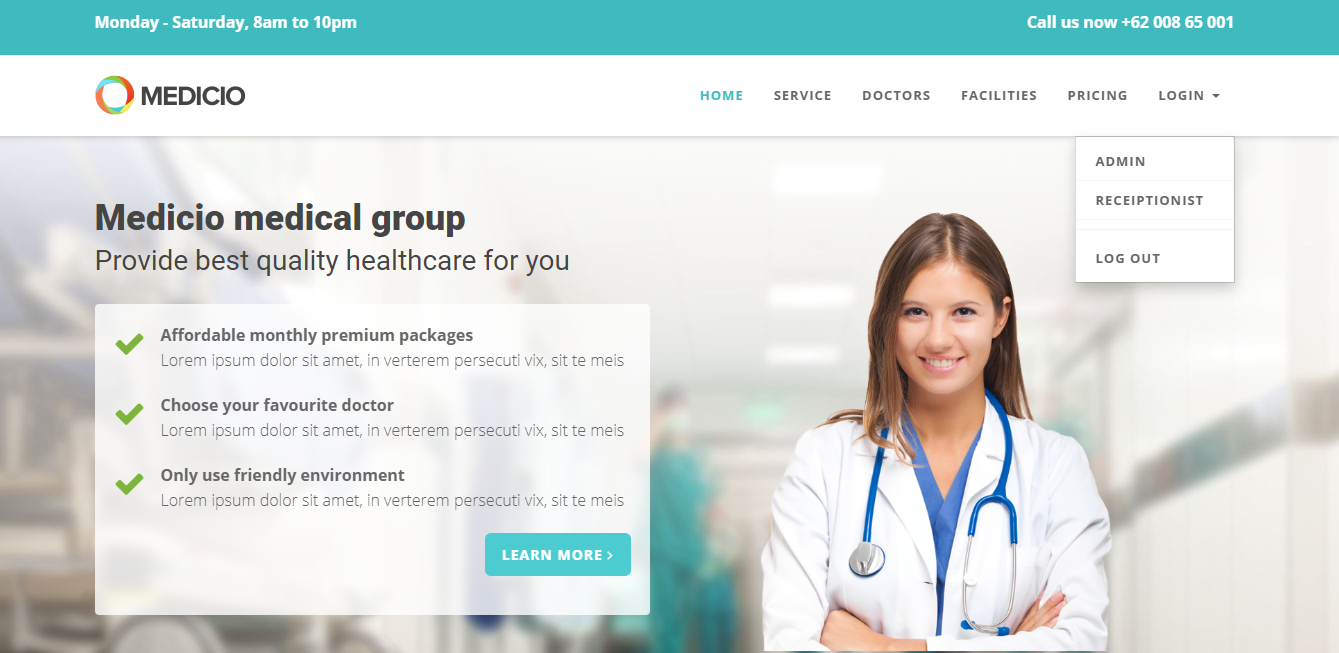 Monday - Saturday, 8am to 10pm
Call us now +62 008 65 001
MEDICIO
HOME SERVICE DOCTORS FACILITIES PRICING LOGIN
ADMIN
RECEIPTIONIST
LOG OUT
Medicio medical group
Provide best quality healthcare for you
Affordable monthly premium packages
Lorem ipsum dolor sit amet, in verterem persecuti vix, sit te meis
Choose your favourite doctor
Lorem ipsum dolor sit amet, in verterem persecuti vix, sit te meis
Only use friendly environment
Lorem ipsum dolor sit amet, in verterem persecuti vix, sit te meis
LEARN MORE >